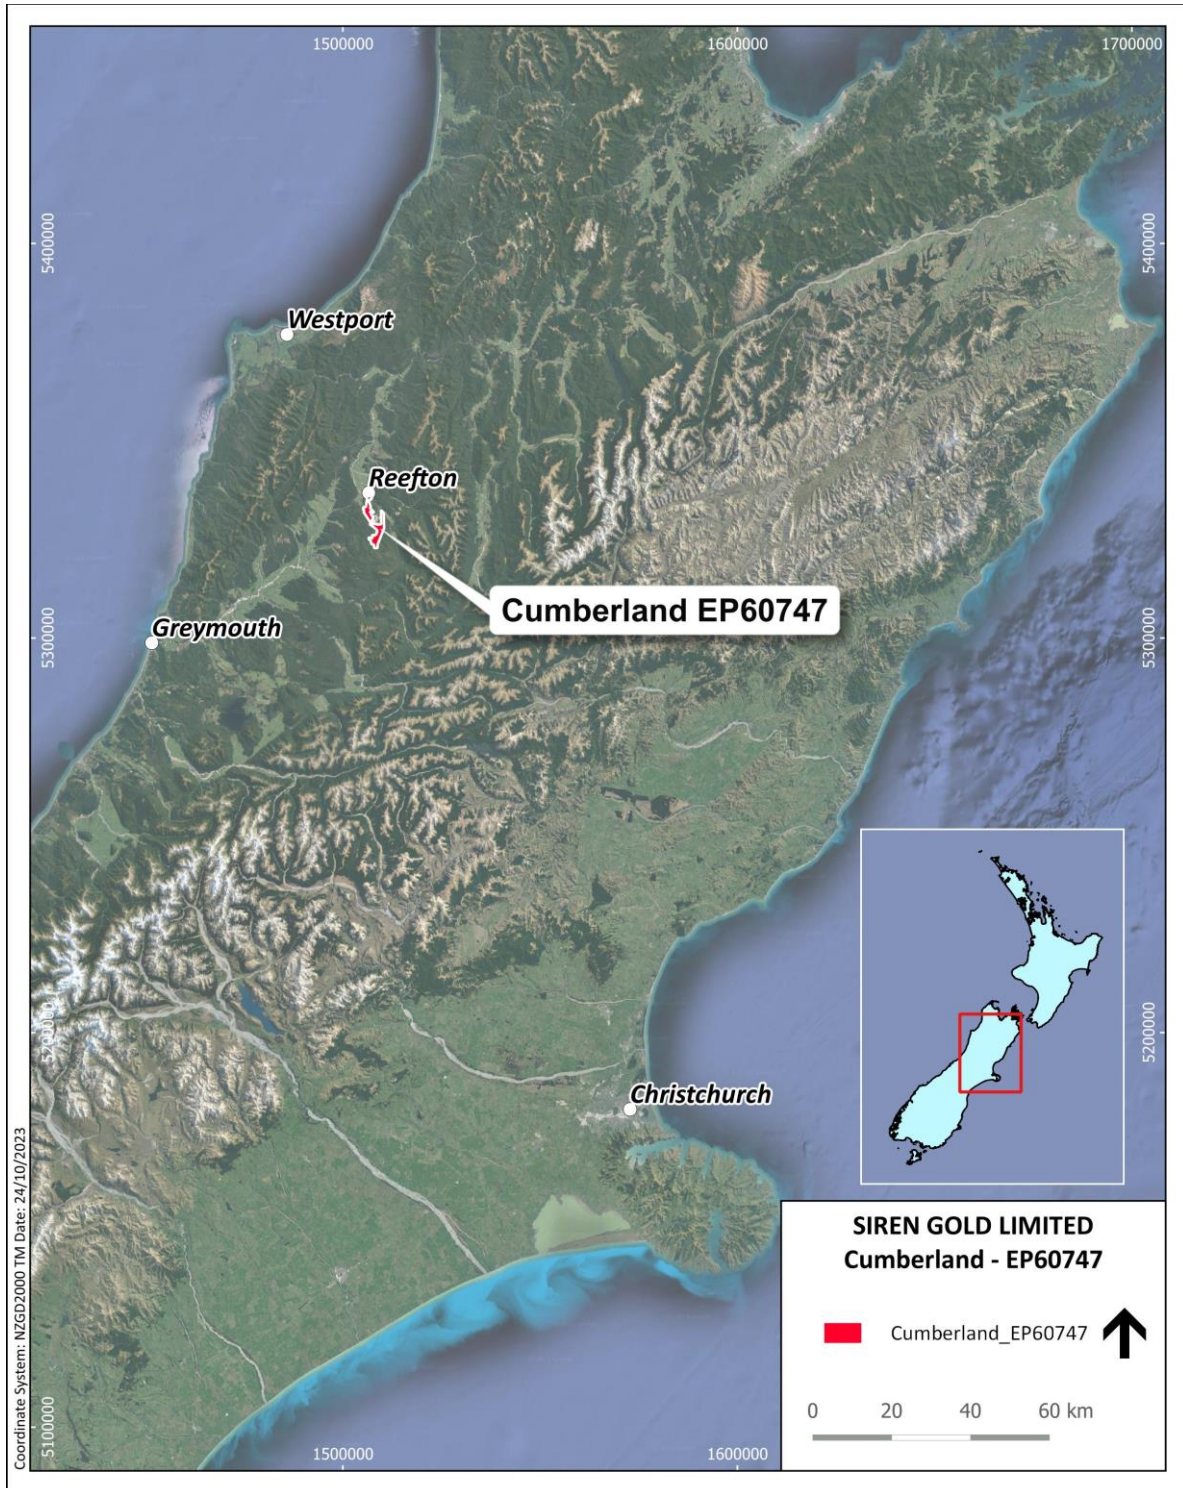 1500000
1600000
1700000
5400000
5400000
Westport
Reefton
Cumberland EP60747
Greymouth
5300000
5300000
5200000
5200000
Christchurch
Coordinate System: NZGD2000 TM Date: 24/10/2023
SIREN GOLD LIMITED
Cumberland - EP60747
Cumberland_EP60747
0 20 40 60 km
5100000
1500000
1600000